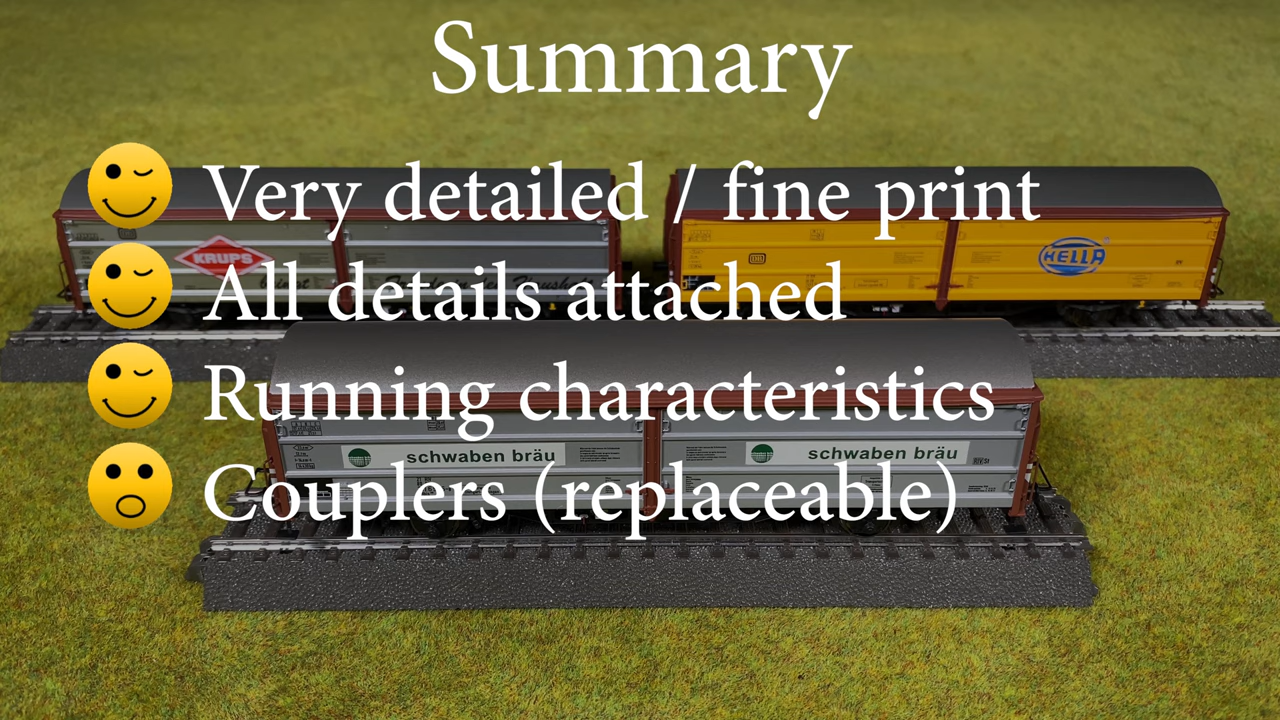 Summary
Very detailed / fine print
KRUPS
HELLA
All details attached
Running characteristics
schwaben bräu
schwaben bräu
Couplers (replaceable)